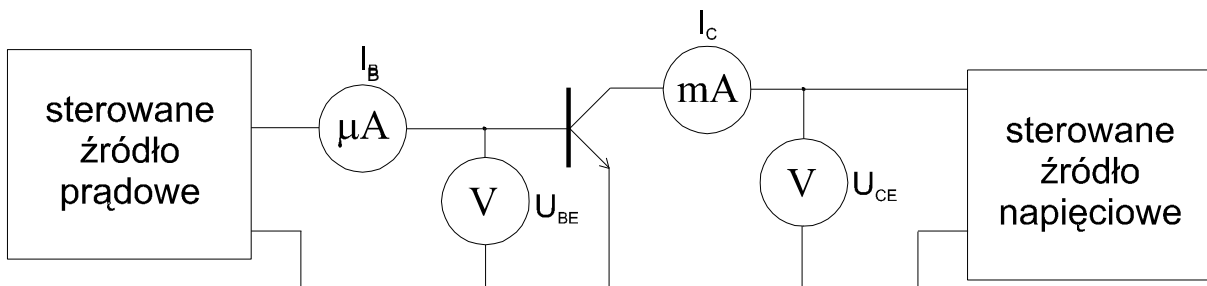 sterowane
źródło
prądowe
I_B
μA
V
U_BE
I_C
mA
V
U_CE
sterowane
źródło
napięciowe